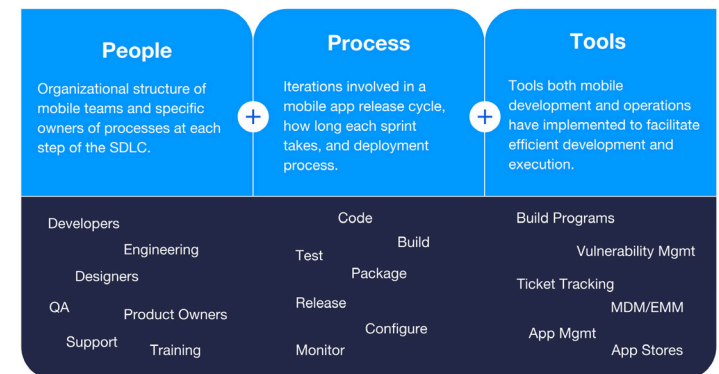 People
Organizational structure of
mobile teams and specific
owners of processes at each
step of the SDLC.
+
Process
Iterations involved in a
mobile app release cycle,
how long each sprint
takes, and deployment
process.
+
Tools
Tools both mobile
development and operations
have implemented to facilitate
efficient development and
execution.
Developers
Engineering
Designers
QA
Product Owners
Support
Training
Code
Build
Test
Package
Release
Configure
Monitor
Build Programs
Vulnerability Mgmt
Ticket Tracking
MDM/EMM
App Mgmt
App Stores